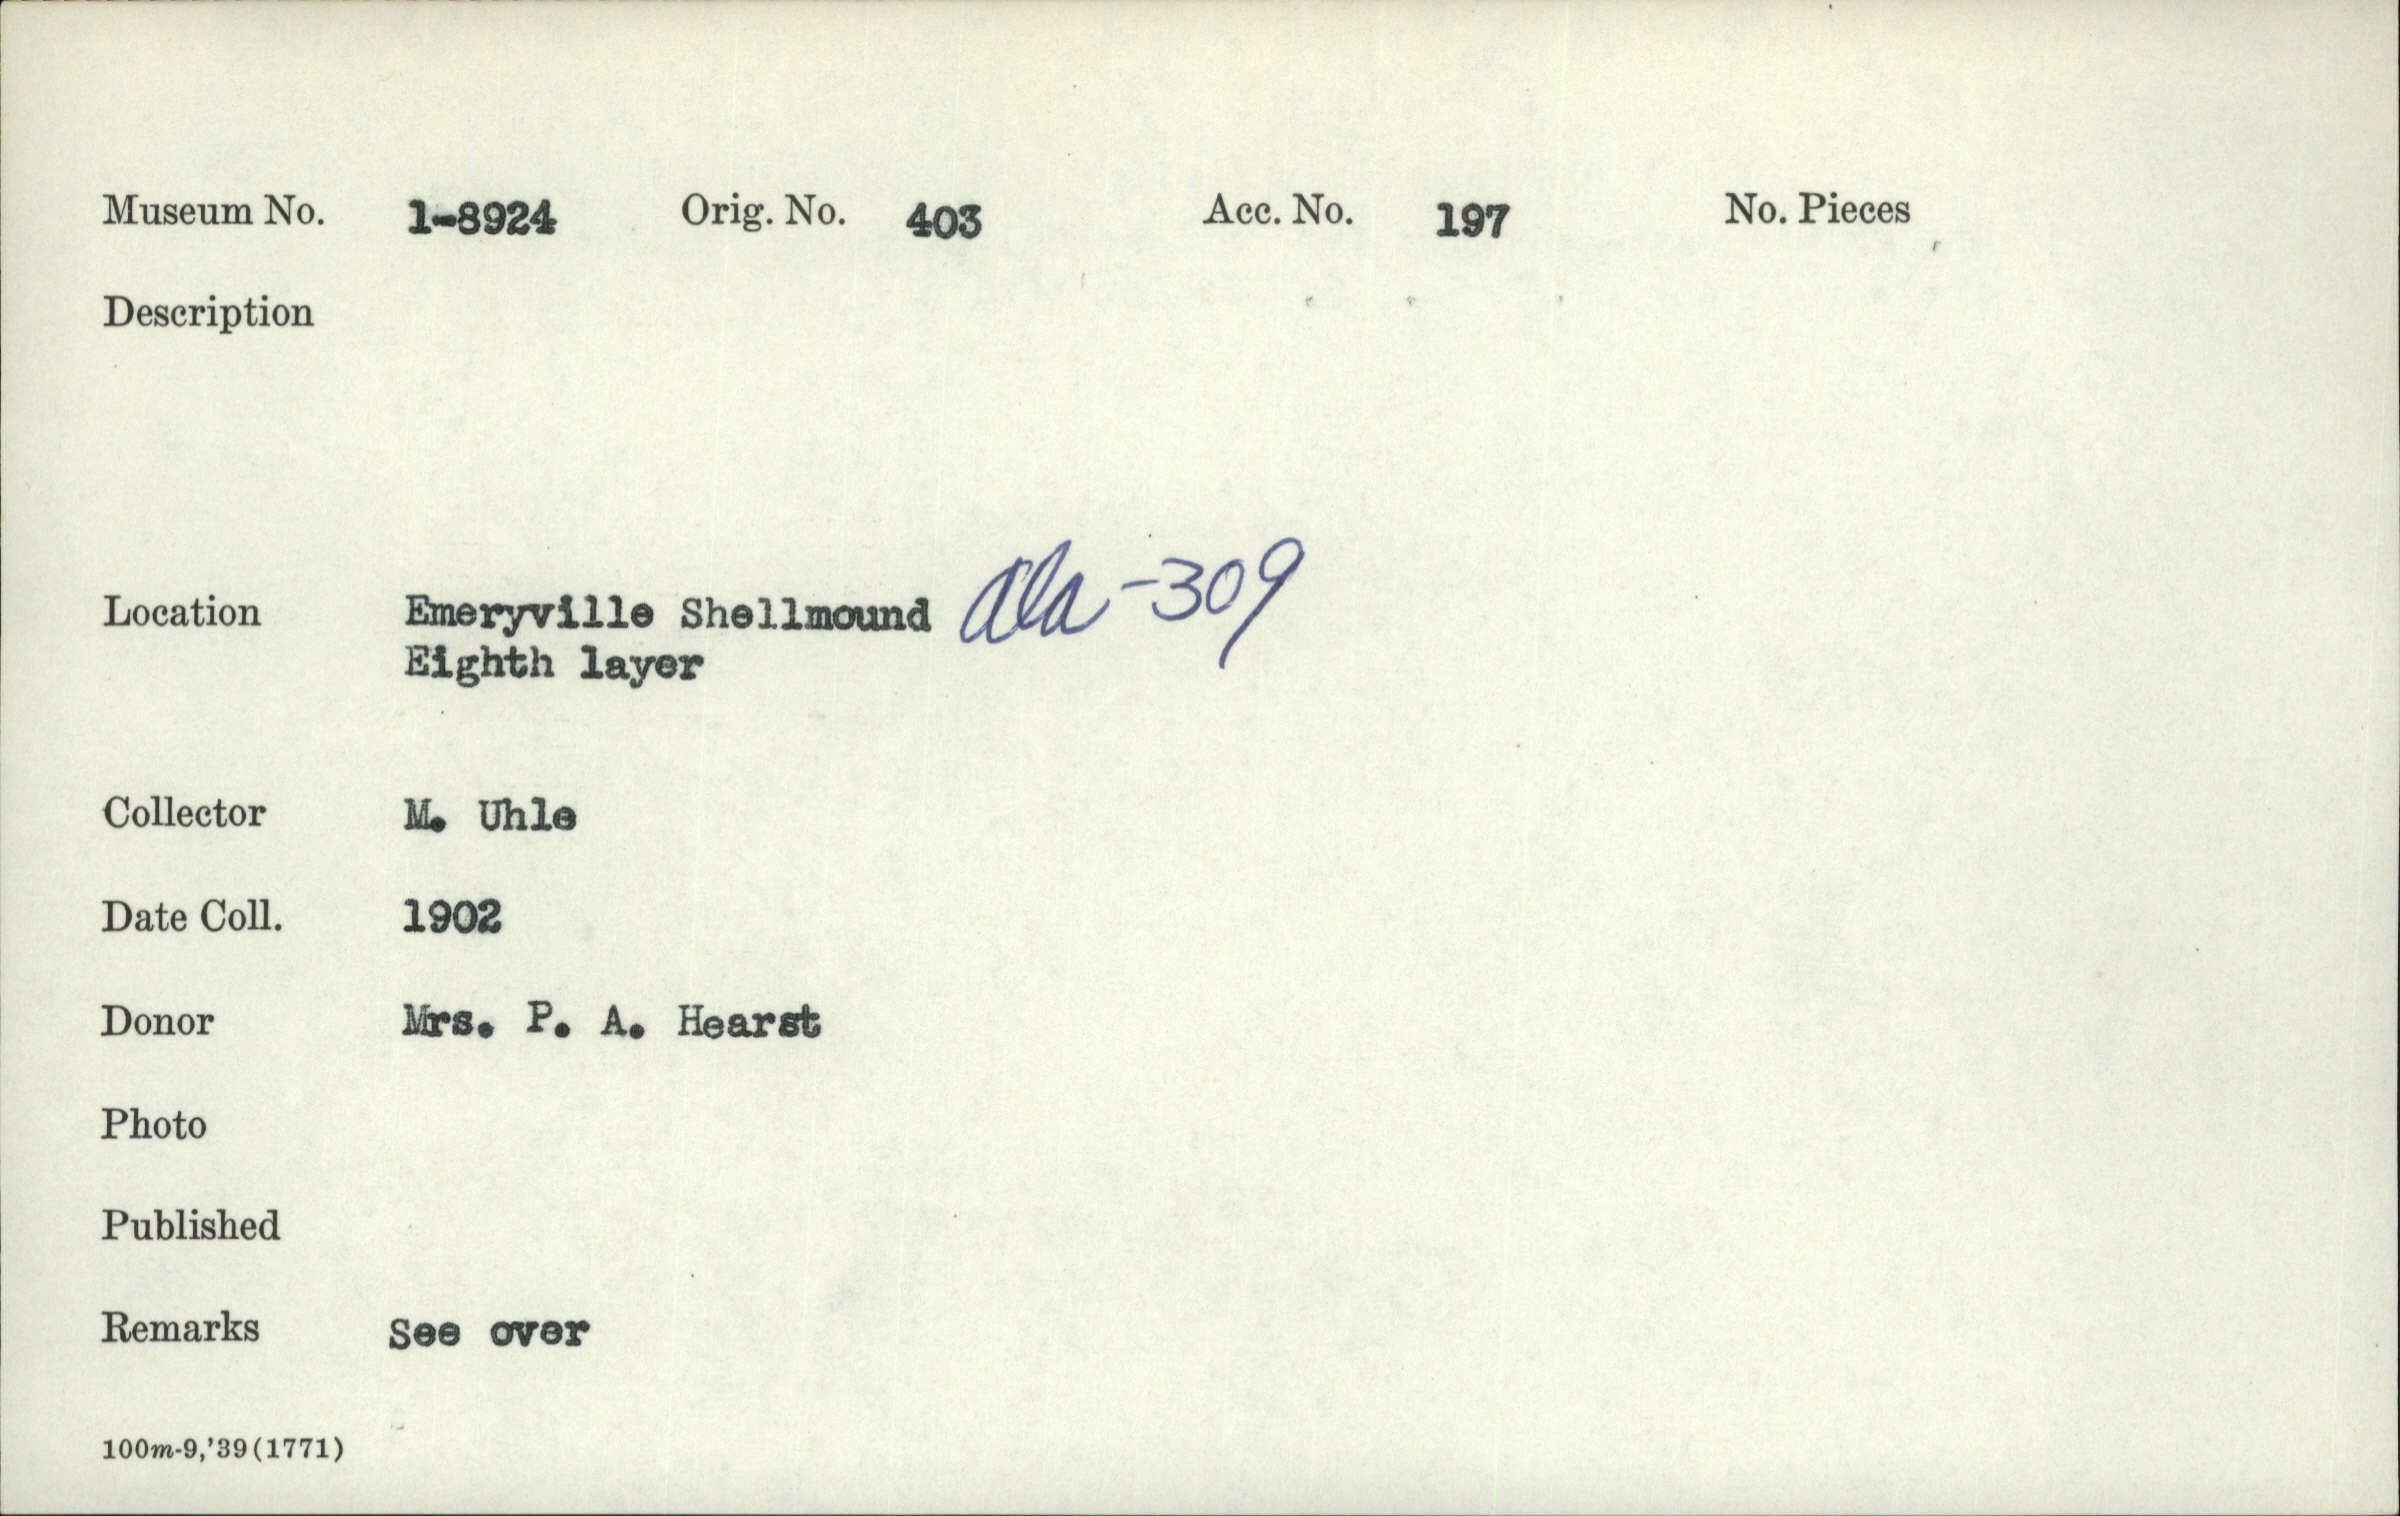 Museum No. 1-8924 Orig. No. 403 Acc. No. 197 No. Pieces
Description
Location Emeryville Shellmound Ala-309
Eighth layer
Collector M. Uhle
Date Coll. 1902
Donor Mrs. P. A. Hearst
Photo
Published
Remarks See over
100m-9,'39(1771)